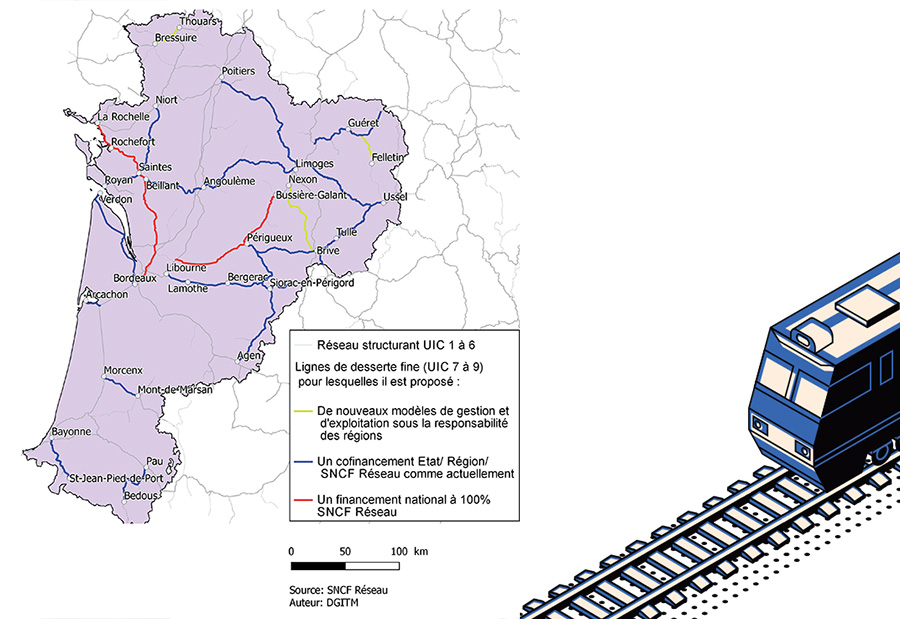 Thouars
Bressuire
Poitiers
Niort
La Rochelle
Guéret
Rochefort
Felletin
Saintes
Limoges
Royan
Beillant
Angoulème
Nexon
Verdon
Bussière-Galant
Ussel
Périgueux
Tulle
Brive
Libourne
Bordeaux
Lamothe
Bergerac
Siorac-en-Périgord
Arcachon
Agen
Morcenx
Mont-de-Marsan
Bayonne
Pau
St-Jean-Pied-de-Port
Bedous
Réseau structurant UIC 1 à 6
Lignes de desserte fine (UIC 7 à 9)
pour lesquelles il est proposé :
De nouveaux modèles de gestion et
d'exploitation sous la responsabilité
des régions
Un cofinancement Etat/ Région/
SNCF Réseau comme actuellement
Un financement national à 100%
SNCF Réseau
0 50 100 km
Source: SNCF Réseau
Auteur: DGITM